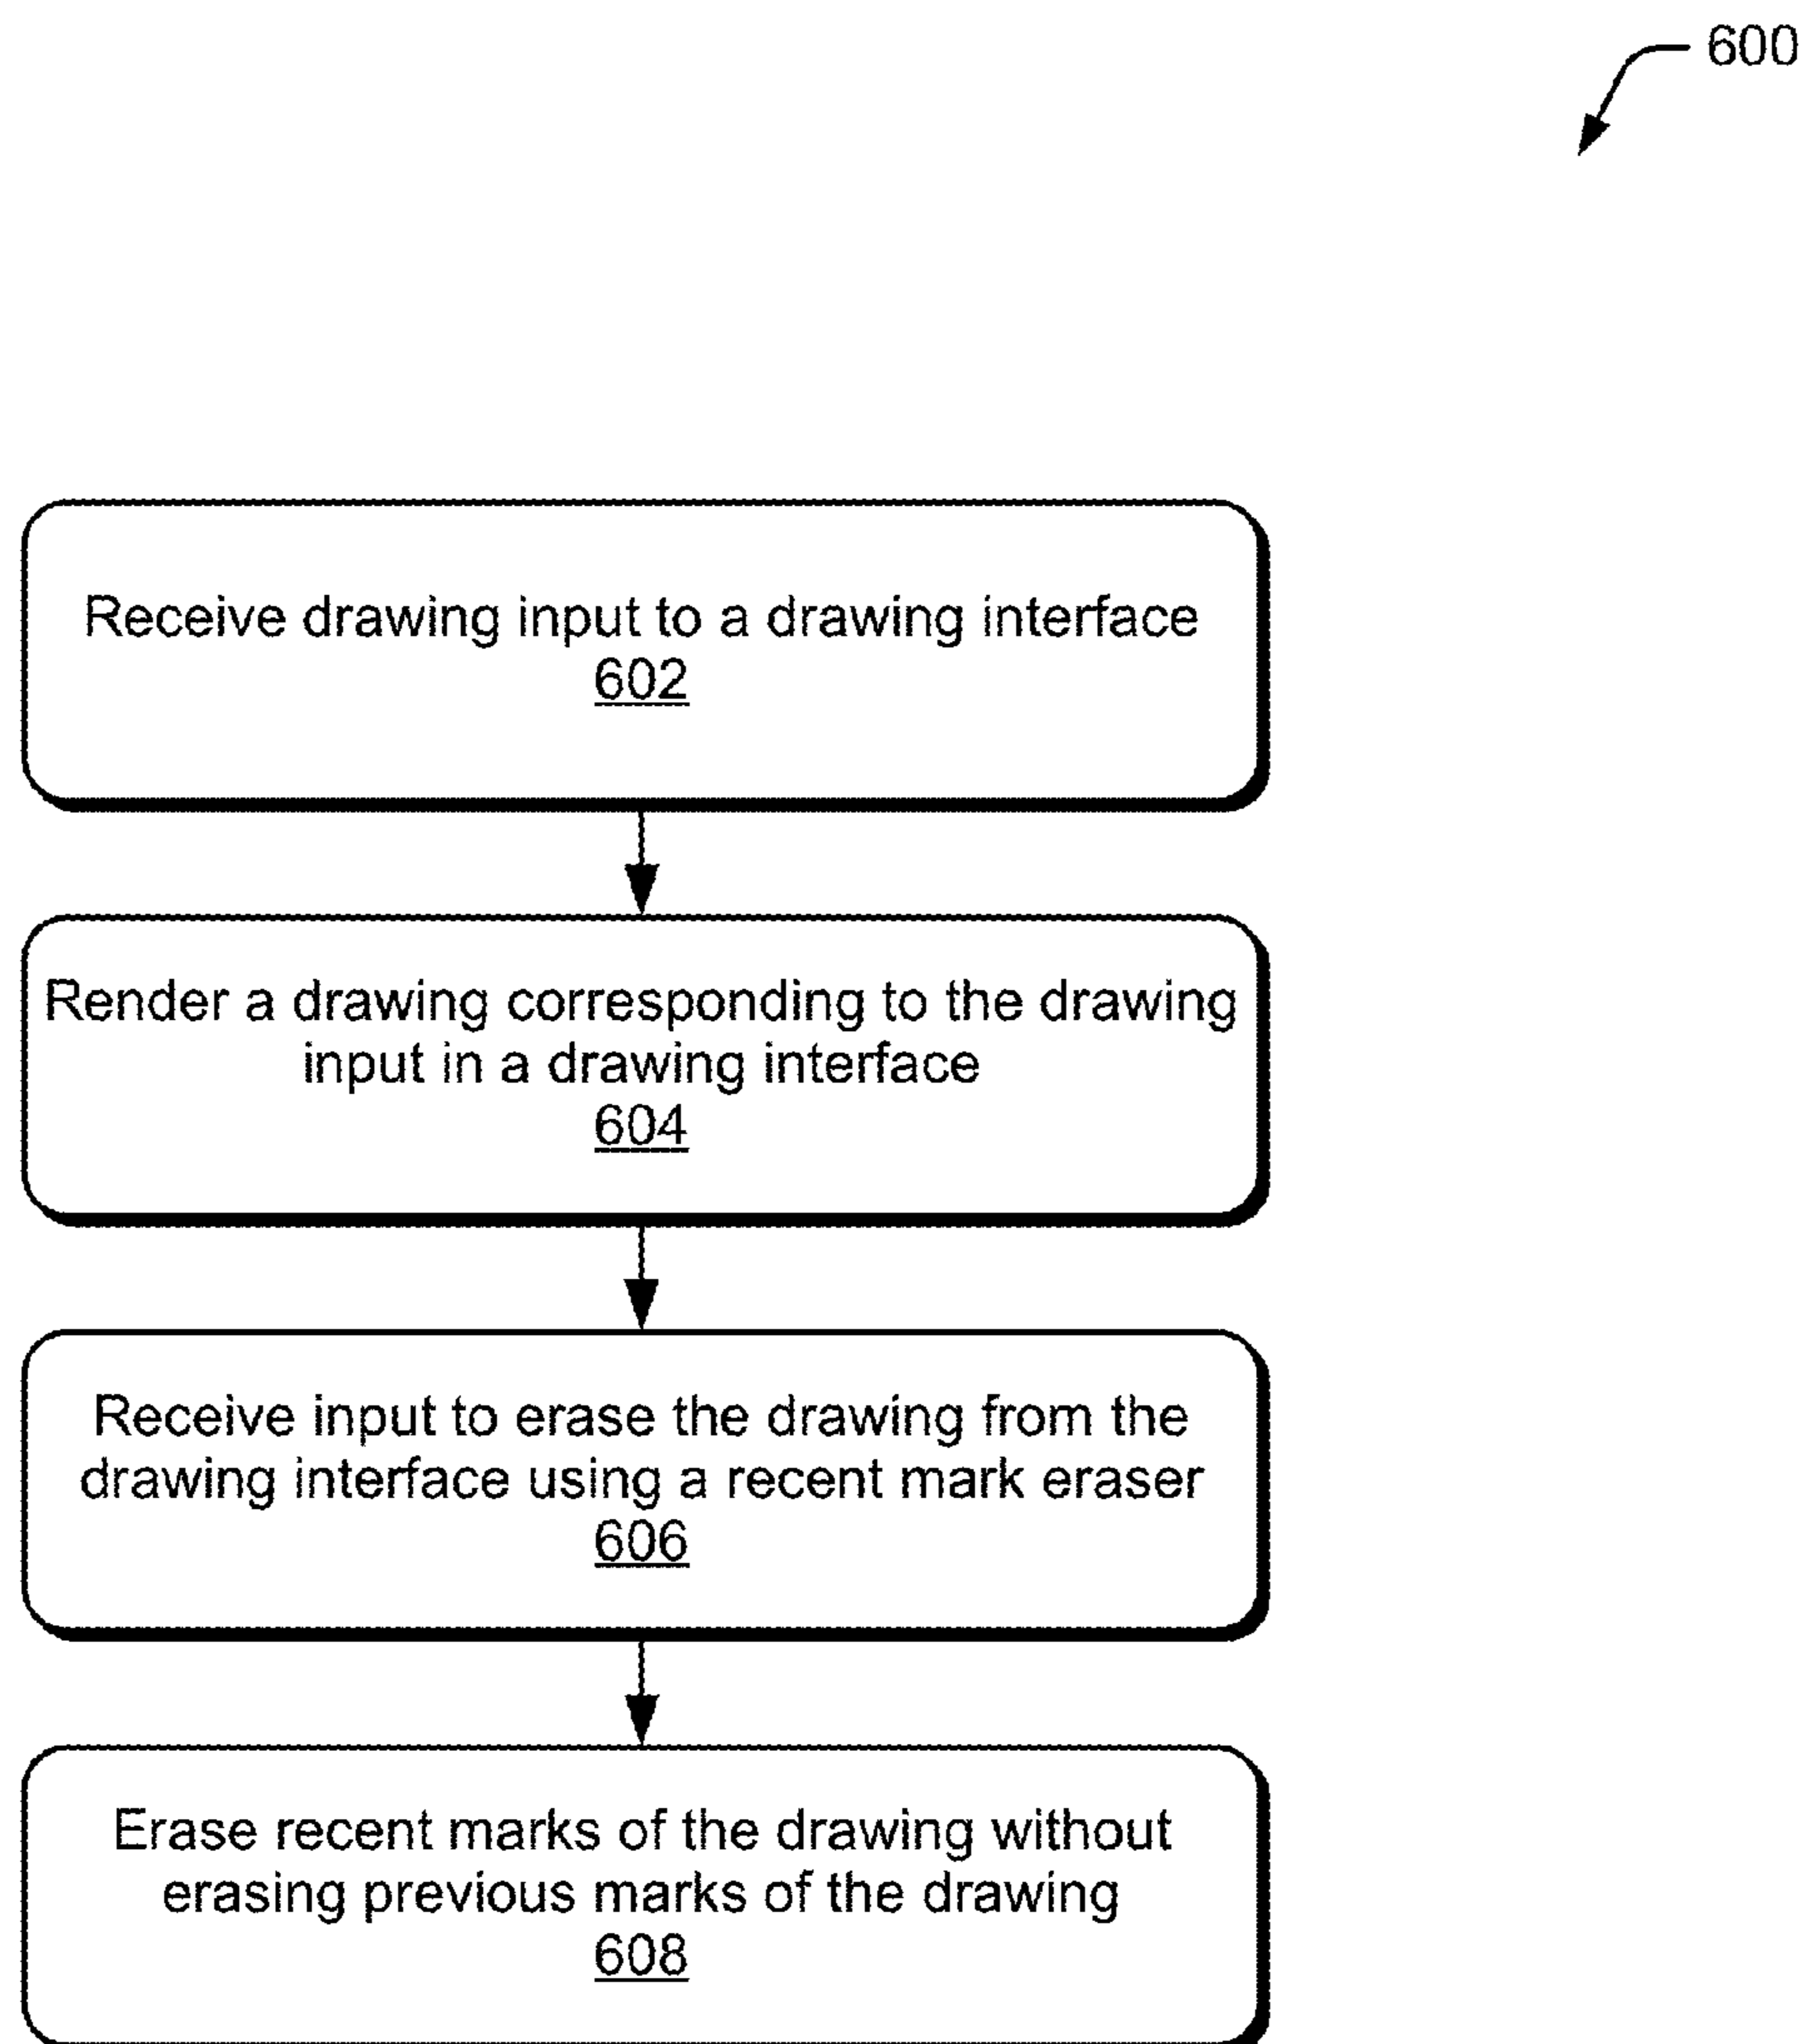 600
Receive drawing input to a drawing interface
602
Render a drawing corresponding to the drawing
input in a drawing interface
604
Receive input to erase the drawing from the
drawing interface using a recent mark eraser
606
Erase recent marks of the drawing without
erasing previous marks of the drawing
608